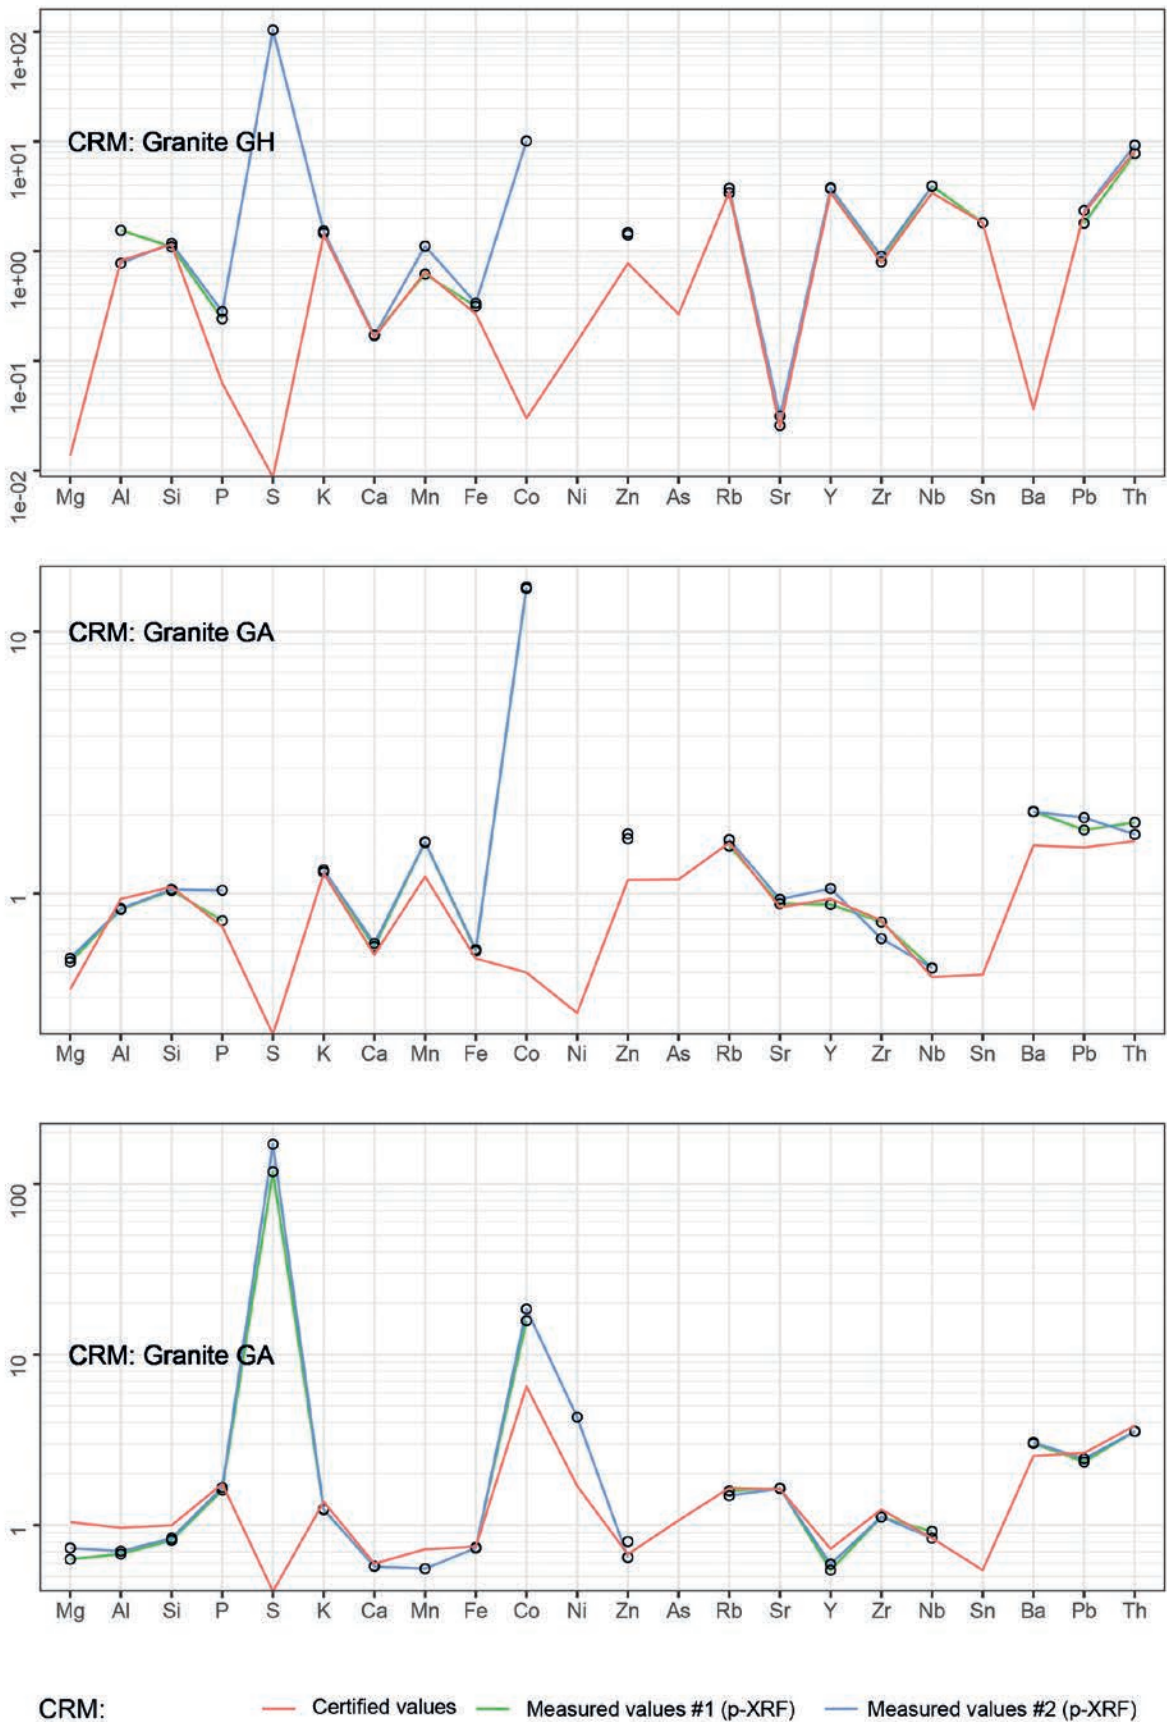 1e+02
1e+01
1e+00
1e-01
1e-02
CRM: Granite GH
Mg Al Si P S K Ca Mn Fe Co Ni Zn As Rb Sr Y Zr Nb Sn Ba Pb Th
10
1
CRM: Granite GA
Mg Al Si P S K Ca Mn Fe Co Ni Zn As Rb Sr Y Zr Nb Sn Ba Pb Th
100
10
1
CRM: Granite GA
Mg Al Si P S K Ca Mn Fe Co Ni Zn As Rb Sr Y Zr Nb Sn Ba Pb Th
CRM: Certified values Measured values #1 (p-XRF) Measured values #2 (p-XRF)